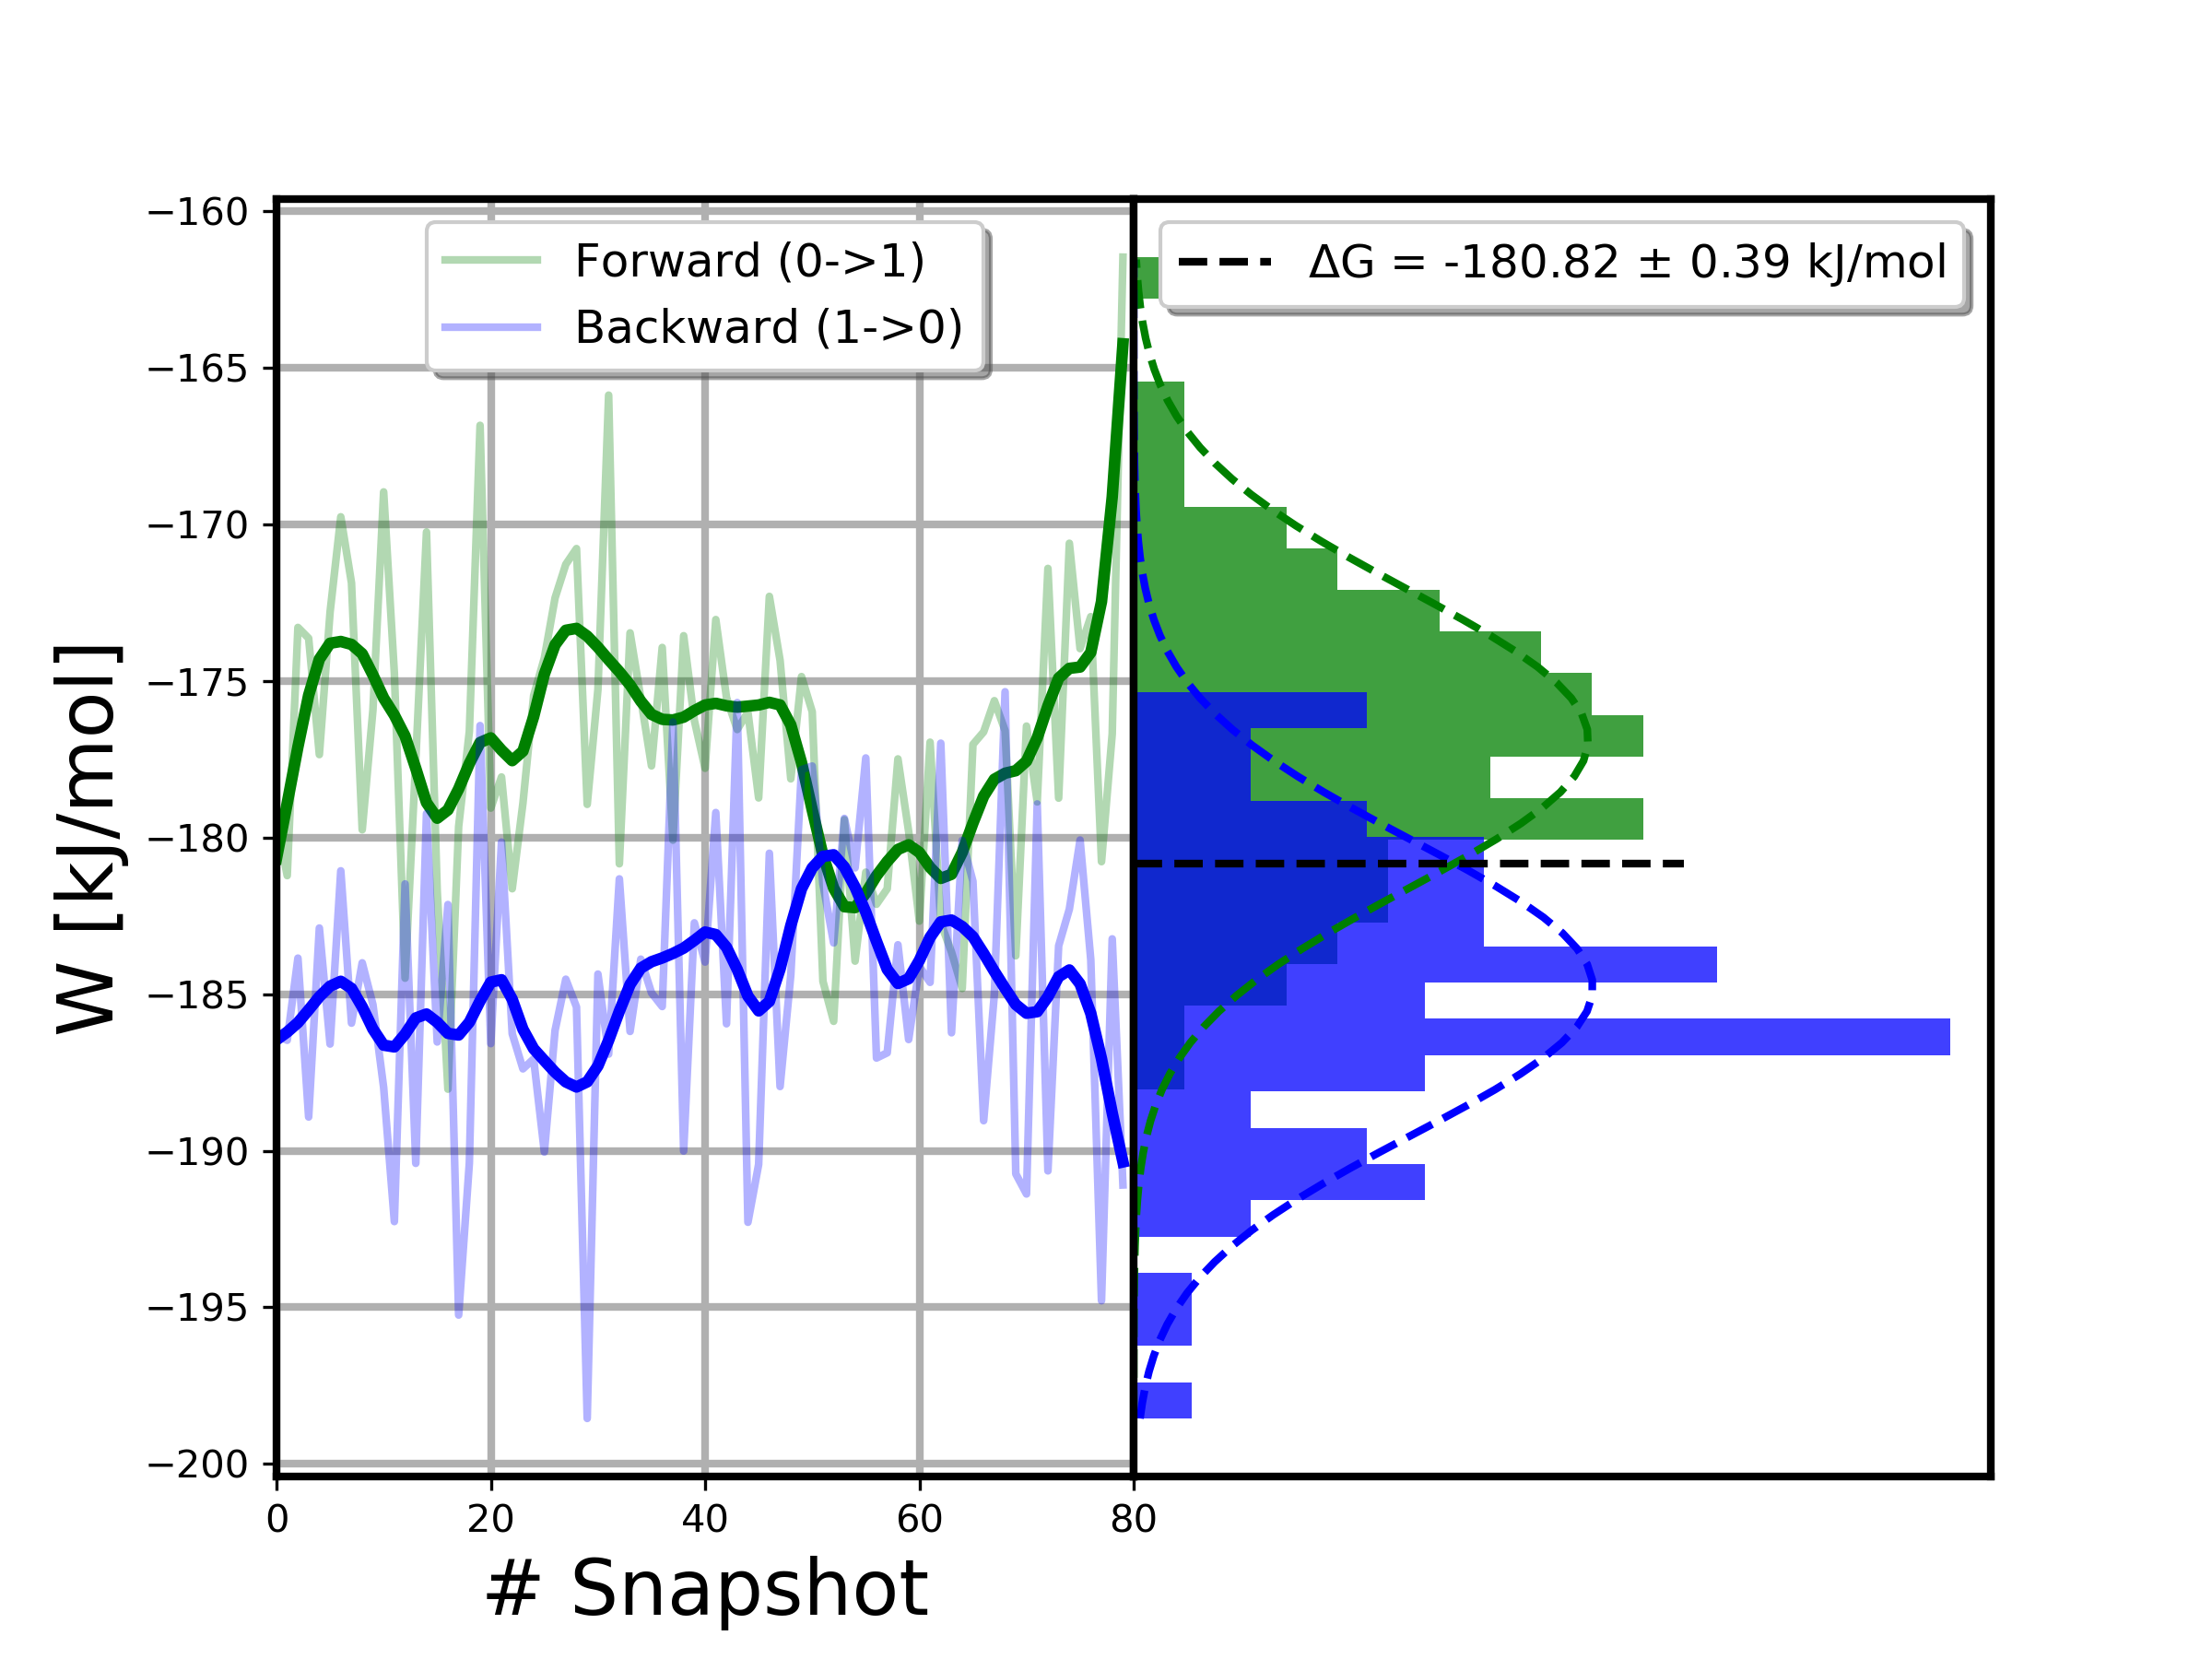 Forward (0->1)
Backward (1->0)
ΔG = -180.82 ± 0.39 kJ/mol
W [kJ/mol]
−160
−165
−170
−175
−180
−185
−190
−195
−200
0 20 40 60 80
# Snapshot